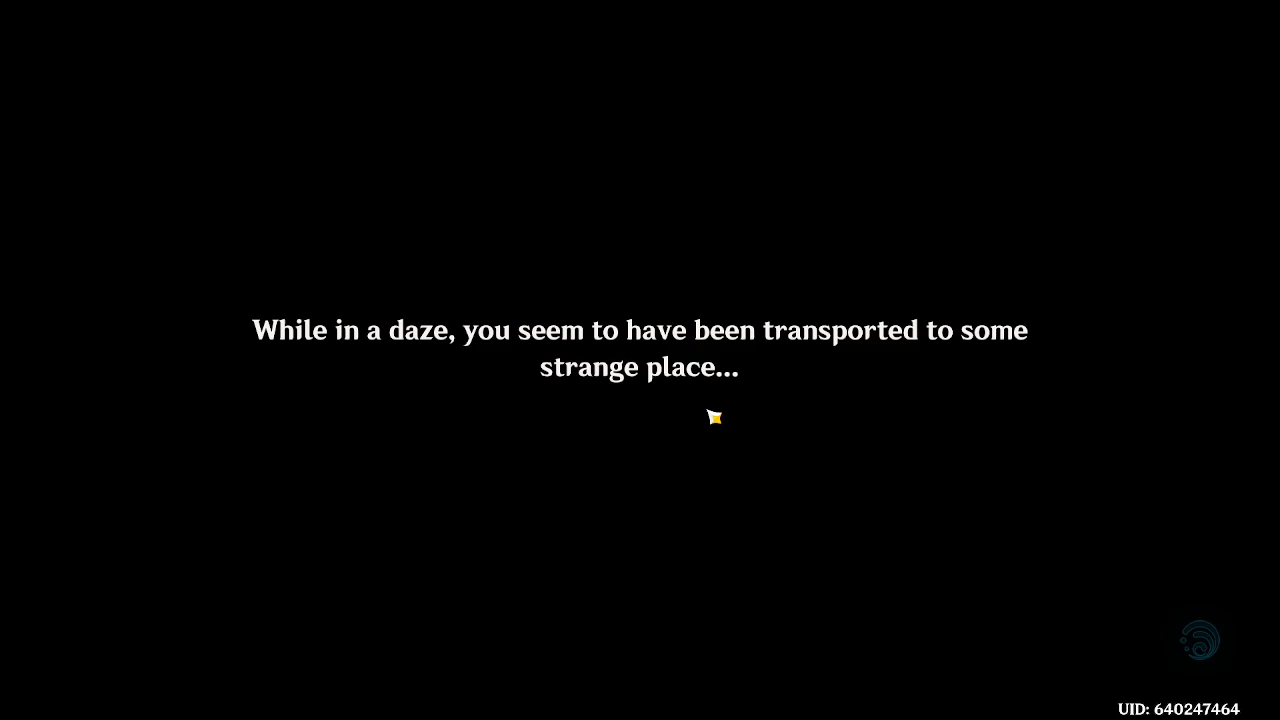 While in a daze, you seem to have been transported to some
strange place...
UID: 640247464